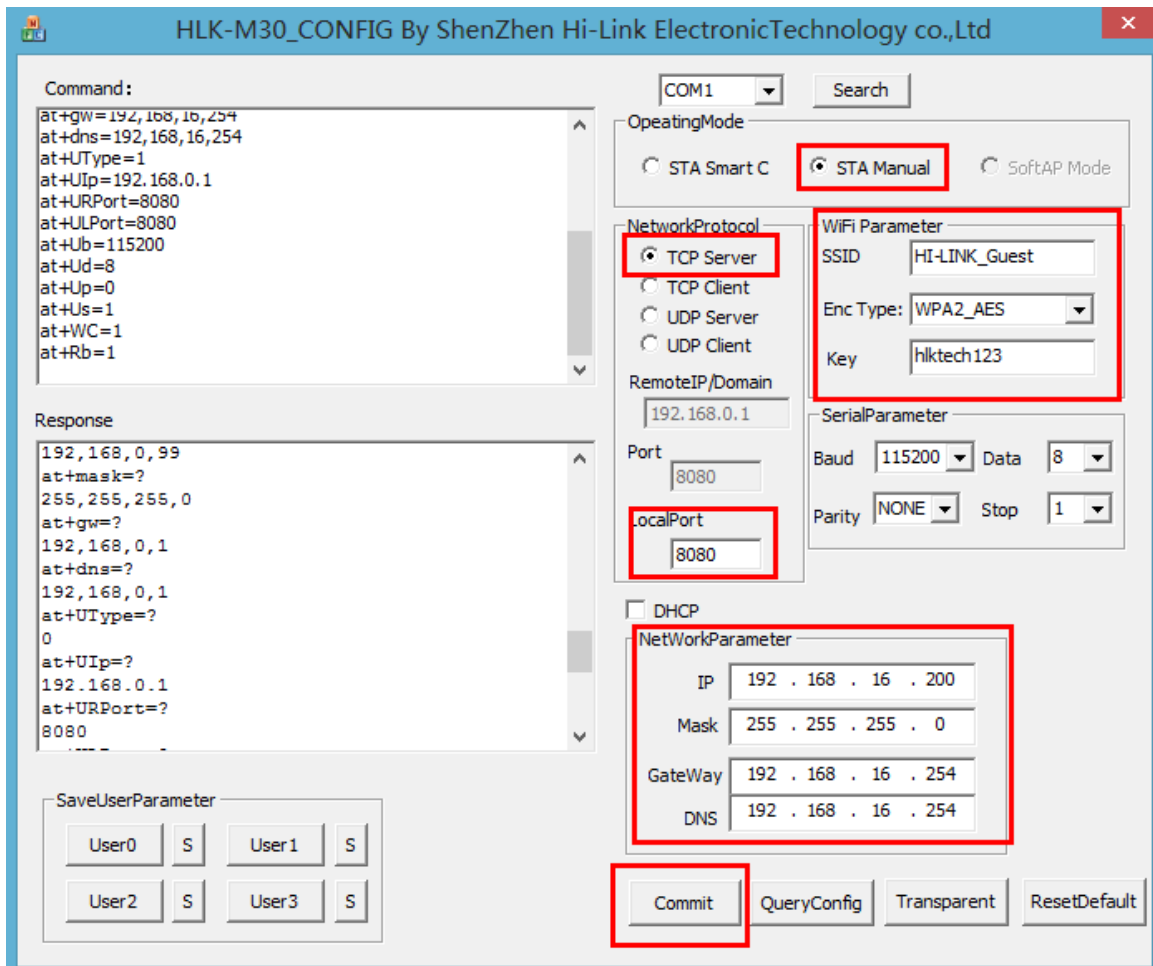 HLK-M30_CONFIG By ShenZhen Hi-Link ElectronicTechnology co.,Ltd
Command:
at+gw=192,168,16,254
at+dns=192,168,16,254
at+UType=1
at+UIp=192.168.0.1
at+URPort=8080
at+ULPort=8080
at+Ub=115200
at+Ud=8
at+Up=0
at+Us=1
at+WC=1
at+Rb=1
Response
192,168,0,99
at+mask=?
255,255,255,0
at+gw=?
192,168,0,1
at+dns=?
192,168,0,1
at+UType=?
0
at+UIp=?
192.168.0.1
at+URPort=?
8080
SaveUserParameter
User0 S User1 S
User2 S User3 S
COM1 Search
OpeatingMode
STA Smart C STA Manual SoftAP Mode
NetworkProtocol
TCP Server
TCP Client
UDP Server
UDP Client
RemoteIP/Domain
192.168.0.1
Port
8080
LocalPort
8080
WiFi Parameter
SSID HI-LINK_Guest
Enc Type: WPA2_AES
Key hlktech123
SerialParameter
Baud 115200 Data 8
Parity NONE Stop 1
DHCP
NetWorkParameter
IP 192 . 168 . 16 . 200
Mask 255 . 255 . 255 . 0
GateWay 192 . 168 . 16 . 254
DNS 192 . 168 . 16 . 254
Commit QueryConfig Transparent ResetDefault